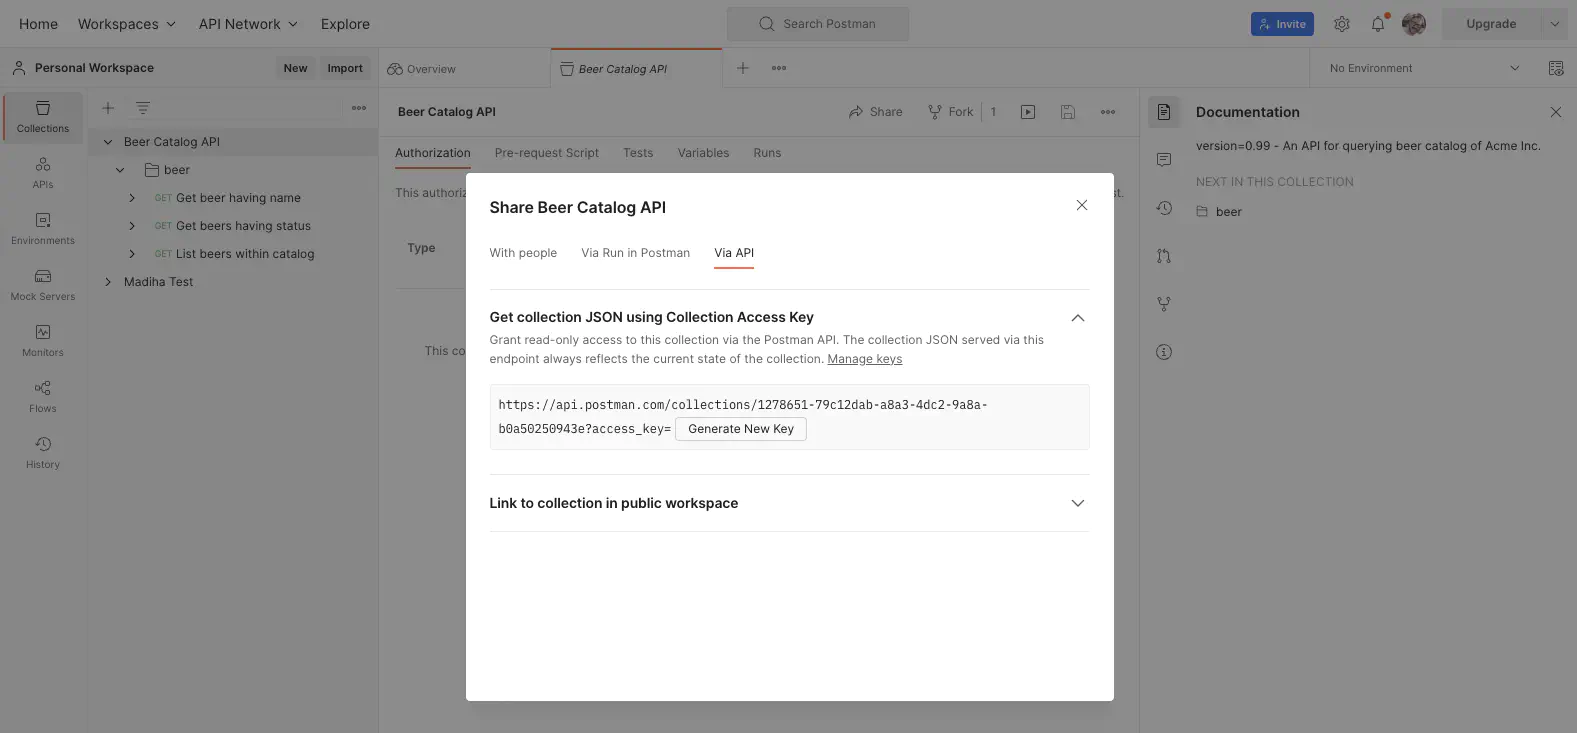 Home Workspaces API Network Explore
Search Postman
Invite Upgrade
Personal Workspace New Import
Overview Beer Catalog API
No Environment
Collections
APIs
Environments
Mock Servers
Monitors
Flows
History
Beer Catalog API
beer
GET Get beer having name
GET Get beers having status
GET List beers within catalog
Madiha Test
Beer Catalog API Share Fork 1
Authorization Pre-request Script Tests Variables Runs
This authoriz st.
Type
This co
Share Beer Catalog API
With people Via Run in Postman Via API
Get collection JSON using Collection Access Key
Grant read-only access to this collection via the Postman API. The collection JSON served via this
endpoint always reflects the current state of the collection. Manage keys
https://api.postman.com/collections/1278651-79c12dab-a8a3-4dc2-9a8a-
b0a50250943e?access_key= Generate New Key
Link to collection in public workspace
Documentation
version=0.99 - An API for querying beer catalog of Acme Inc.
NEXT IN THIS COLLECTION
beer